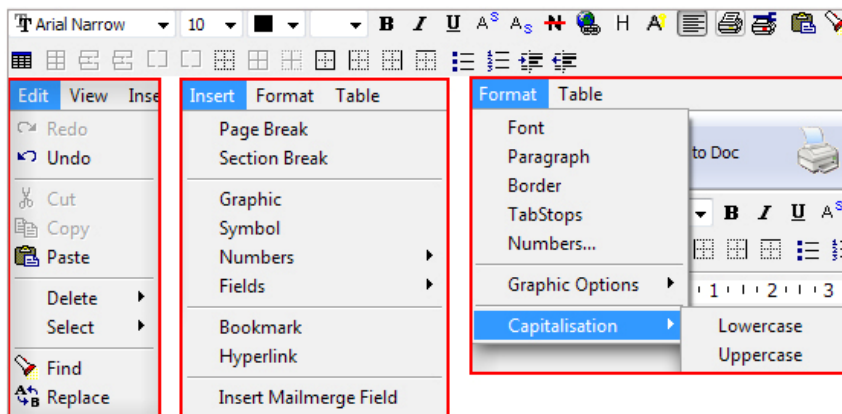 Arial Narrow 10 B I U A S A S N H A
Edit View Inse
Redo
Undo
Cut
Copy
Paste
Delete
Select
Find
Replace
Insert Format Table
Page Break
Section Break
Graphic
Symbol
Numbers
Fields
Bookmark
Hyperlink
Insert Mailmerge Field
Format Table
Font
Paragraph
Border
TabStops
Numbers...
Graphic Options
Capitalisation
Lowercase
Uppercase
to Doc
B I U A S
1 2 3